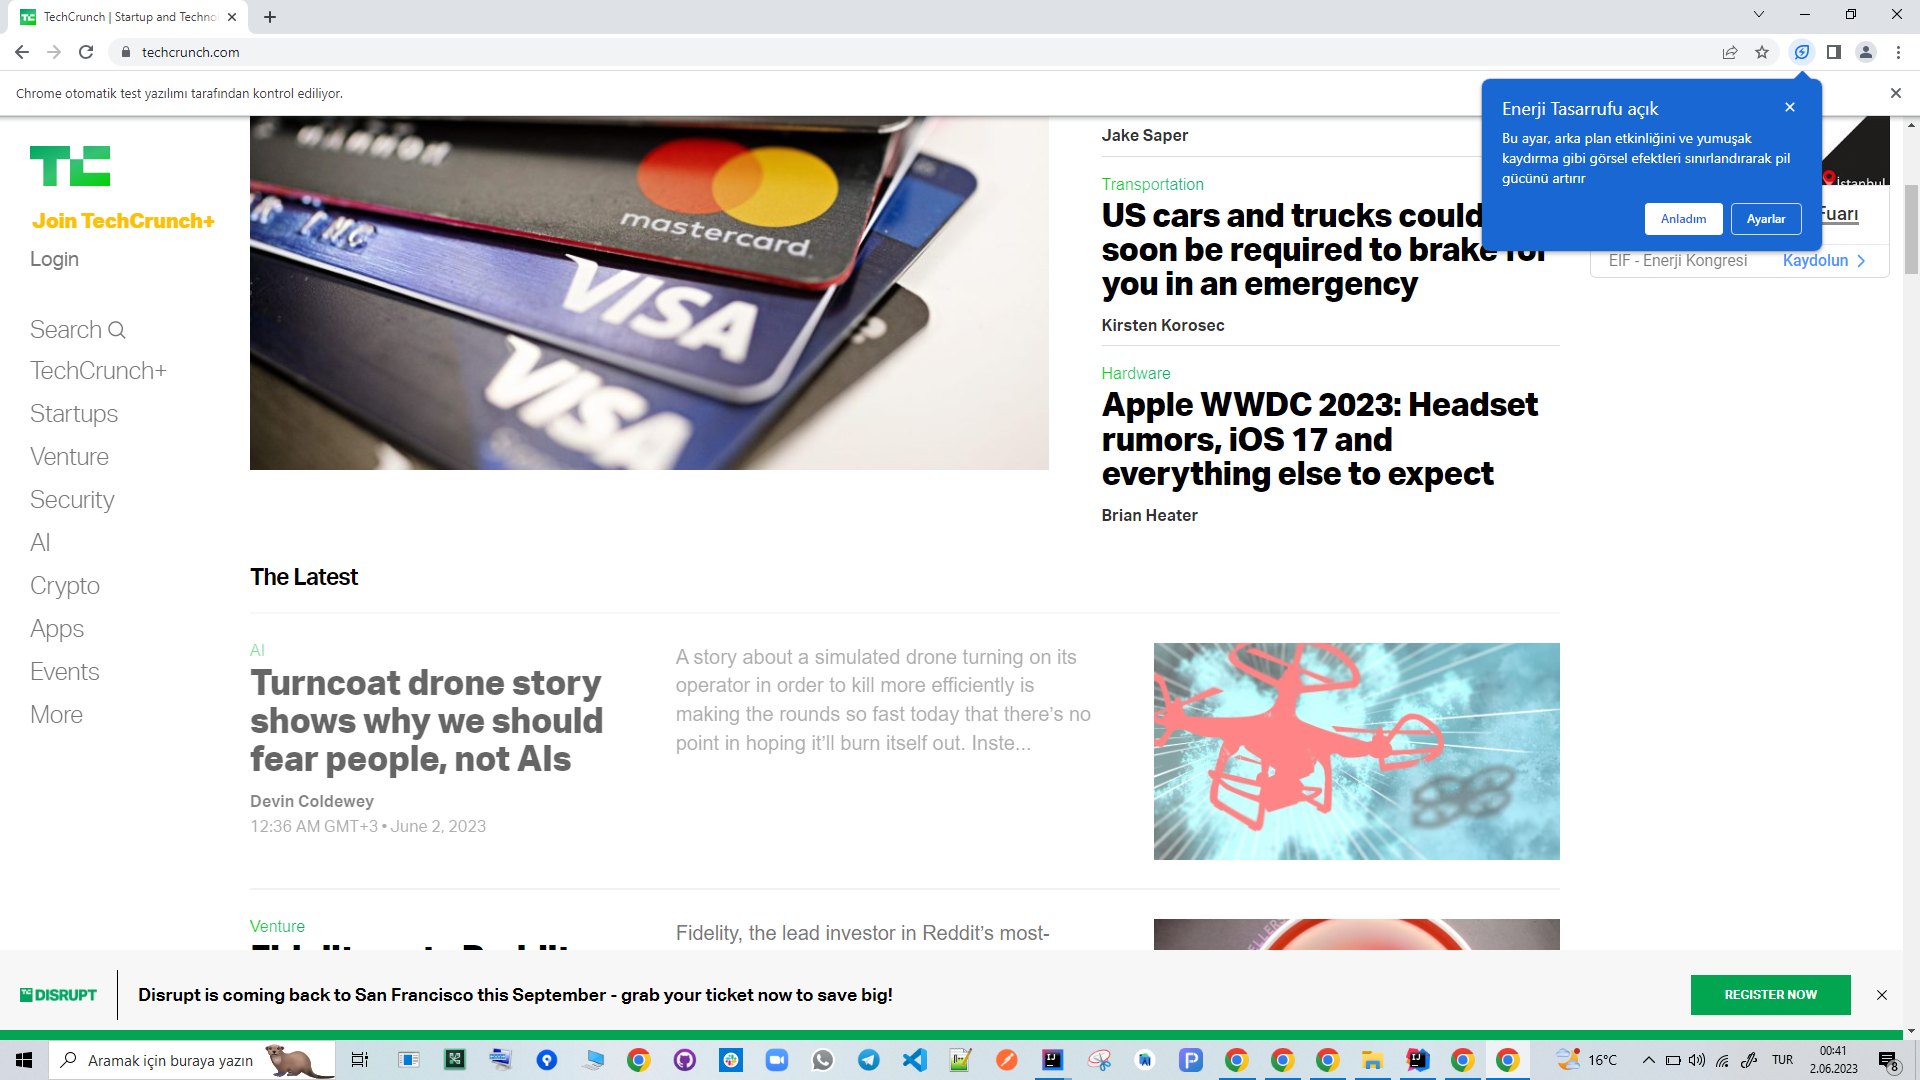 TechCrunch | Startup and Techno
techcrunch.com
Chrome otomatik test yazılımı tarafından kontrol ediliyor.
Enerji Tasarrufu açık
Bu ayar, arka plan etkinliğini ve yumuşak
kaydırma gibi görsel efektleri sınırlandırarak pil
gücünü artırır
Anladım
Ayarlar
İstanbul
Fuarı
EIF - Enerji Kongresi
Kaydolun
Join TechCrunch+
Login
Search
TechCrunch+
Startups
Venture
Security
AI
Crypto
Apps
Events
More
mastercard.
VISA
VISA
Jake Saper
Transportation
US cars and trucks could
soon be required to brake for
you in an emergency
Kirsten Korosec
Hardware
Apple WWDC 2023: Headset
rumors, iOS 17 and
everything else to expect
Brian Heater
The Latest
AI
Turncoat drone story
shows why we should
fear people, not AIs
Devin Coldewey
12:36 AM GMT+3 • June 2, 2023
A story about a simulated drone turning on its
operator in order to kill more efficiently is
making the rounds so fast today that there’s no
point in hoping it’ll burn itself out. Inste...
Venture
Fidelity, the lead investor in Reddit’s most-
DISRUPT
Disrupt is coming back to San Francisco this September - grab your ticket now to save big!
REGISTER NOW
Aramak için buraya yazın
16°C
TUR
00:41
2.06.2023
8